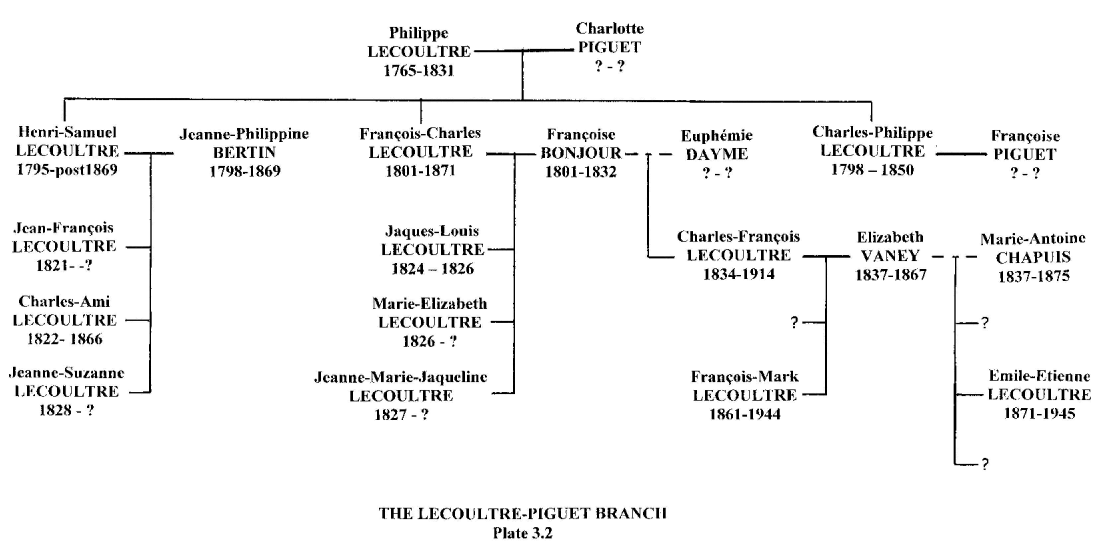 Philippe
LECOULTRE
1765-1831
Charlotte
PIGUET
? - ?
Henri-Samuel
LECOULTRE
1795-post1869
Jeanne-Philippine
BERTIN
1798-1869
François-Charles
LECOULTRE
1801-1871
Françoise
BONJOUR
1801-1832
Euphémie
DAYME
? - ?
Charles-Philippe
LECOULTRE
1798 – 1850
Françoise
PIGUET
? - ?
Jean-François
LECOULTRE
1821- -?
Charles-Ami
LECOULTRE
1822- 1866
Jeanne-Suzanne
LECOULTRE
1828 - ?
Jaques-Louis
LECOULTRE
1824 – 1826
Marie-Elizabeth
LECOULTRE
1826 - ?
Jeanne-Marie-Jaqueline
LECOULTRE
1827 - ?
Charles-François
LECOULTRE
1834-1914
Elizabeth
VANEY
1837-1867
Marie-Antoine
CHAPUIS
1837-1875
?
François-Mark
LECOULTRE
1861-1944
?
Emile-Etienne
LECOULTRE
1871-1945
?
THE LECOULTRE-PIGUET BRANCH
Plate 3.2